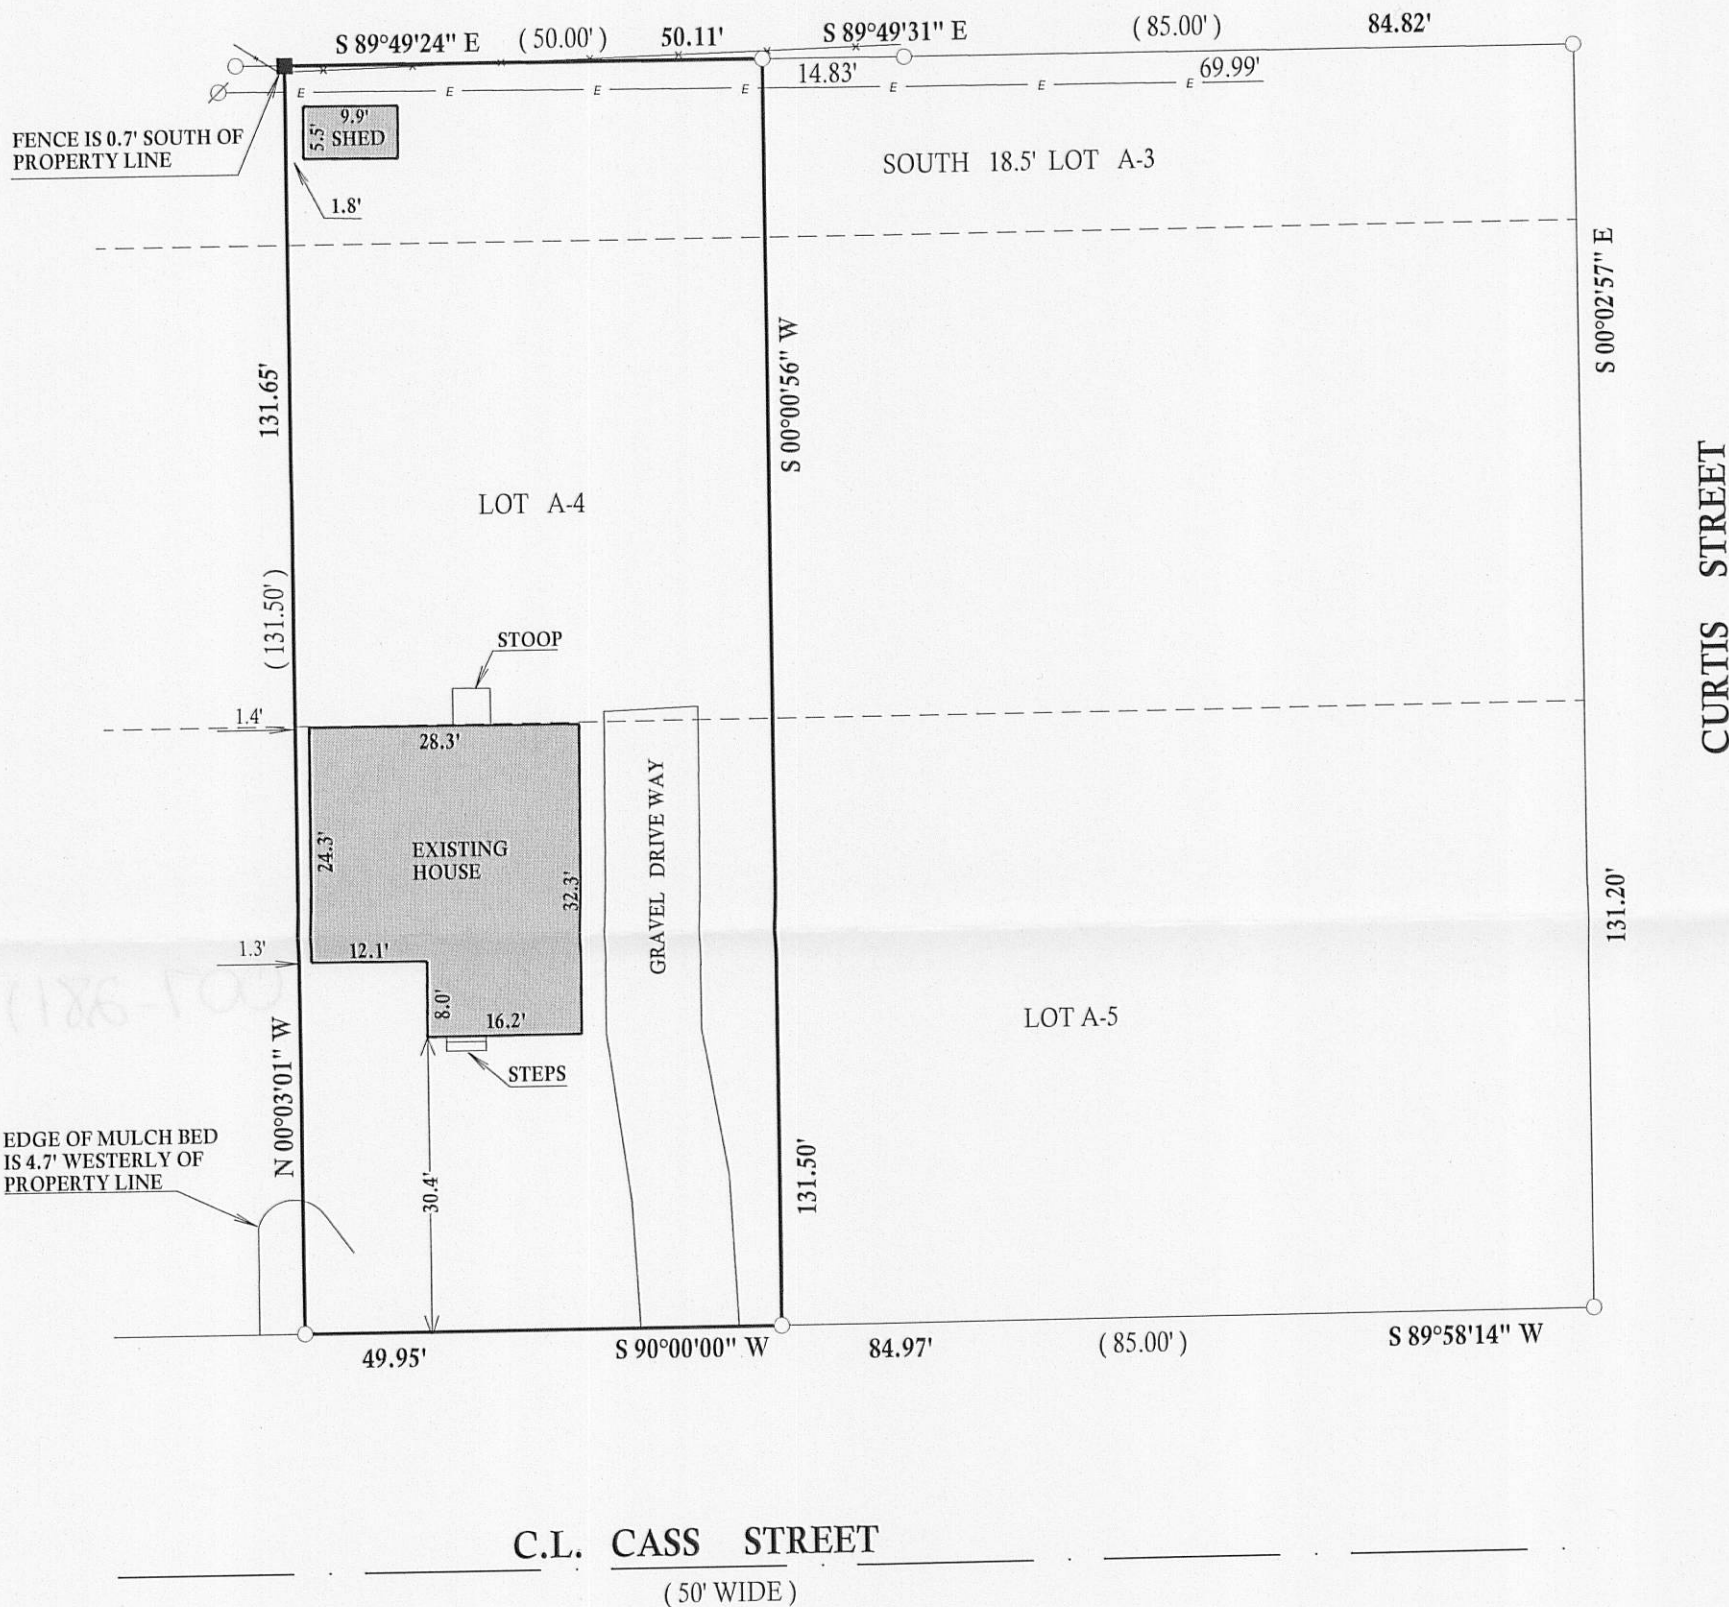 S 89°49'24" E ( 50.00' ) 50.11' S 89°49'31" E ( 85.00' ) 84.82'
14.83' 69.99'
E E E E E E E
FENCE IS 0.7' SOUTH OF
PROPERTY LINE
9.9'
5.5'
SHED
1.8'
SOUTH 18.5' LOT A-3
S 00°02'57" E
131.65'
S 00°00'56" W
CURTIS STREET
LOT A-4
( 131.50' )
STOOP
1.4'
28.3'
24.3'
EXISTING
HOUSE
32.3'
GRAVEL DRIVE WAY
131.20'
1.3'
12.1'
8.0'
16.2'
LOT A-5
STEPS
N 00°03'01" W
EDGE OF MULCH BED
IS 4.7' WESTERLY OF
PROPERTY LINE
30.4'
131.50'
49.95' S 90°00'00" W 84.97' ( 85.00' ) S 89°58'14" W
C.L. CASS STREET
( 50' WIDE )